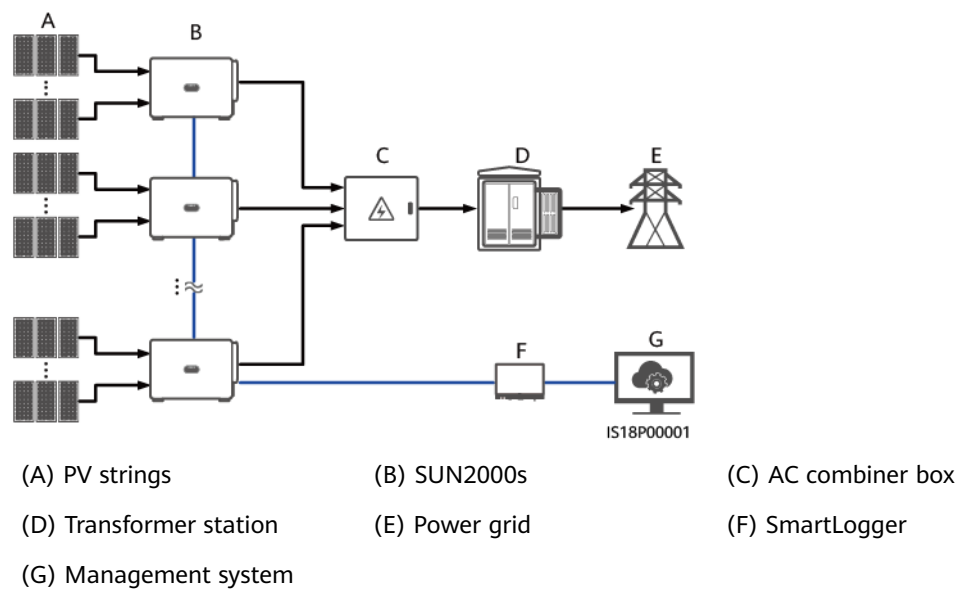 A
B
C
D
E
F
G
IS18P00001
(A) PV strings
(B) SUN2000s
(C) AC combiner box
(D) Transformer station
(E) Power grid
(F) SmartLogger
(G) Management system